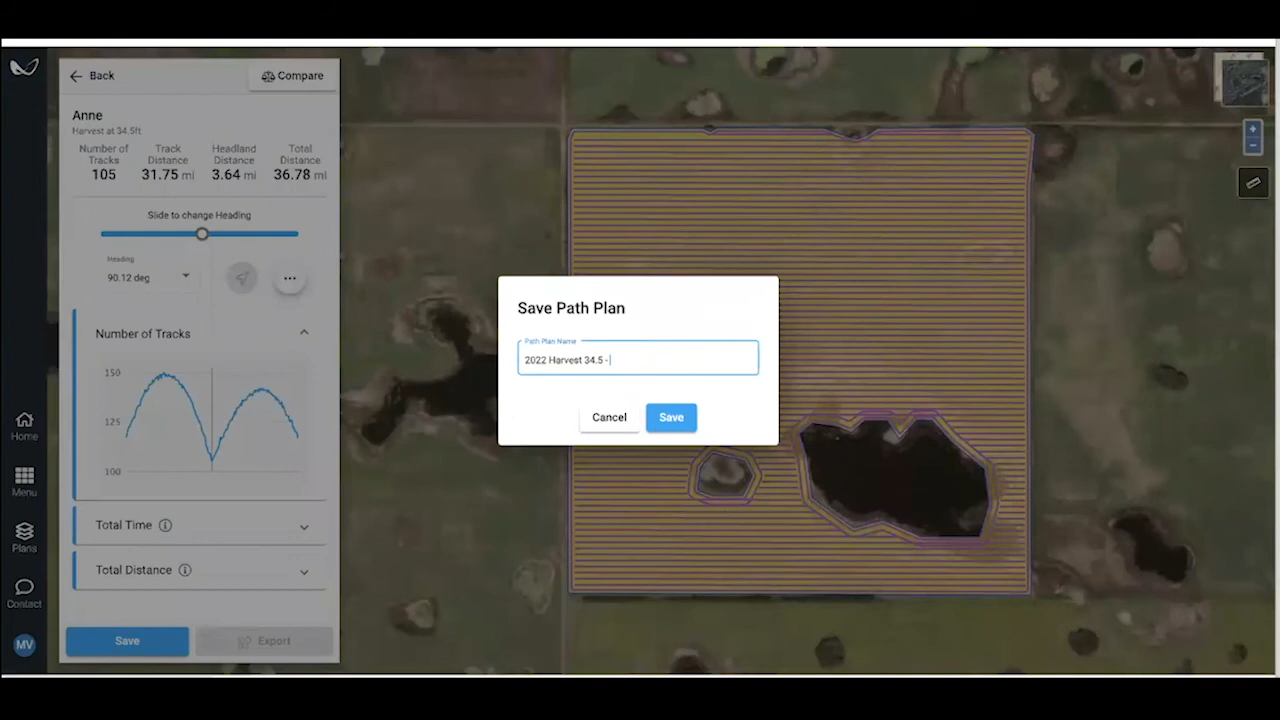 Back
Compare
Anne
Harvest at 34.5ft
Number of Tracks
105
Track Distance
31.75 mi
Headland Distance
3.64 mi
Total Distance
36.78 mi
Slide to change Heading
Heading
90.12 deg
Number of Tracks
150
125
100
Total Time
Total Distance
Save
Export
Home
Menu
Plans
Contact
MV
Save Path Plan
Path Plan Name
2022 Harvest 34.5 -
Cancel
Save